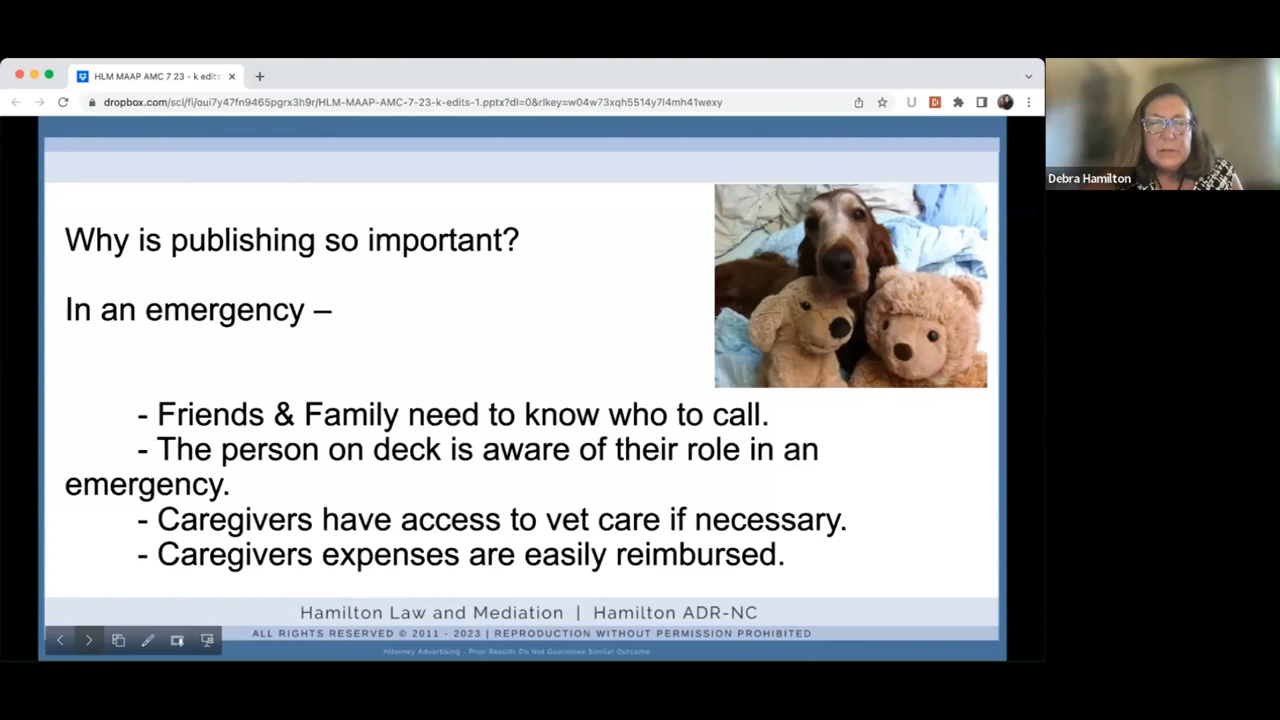 HLM MAAP AMC 7 23 - k edits
dropbox.com/scl/fi/oui7y47fn9465pgrx3h9r/HLM-MAAP-AMC-7-23-k-edits-1.pptx?dl=0&rlkey=w04w73xqh5514y7l4mh41wexy
Debra Hamilton
Why is publishing so important?
In an emergency –
- Friends & Family need to know who to call.
- The person on deck is aware of their role in an
emergency.
- Caregivers have access to vet care if necessary.
- Caregivers expenses are easily reimbursed.
Hamilton Law and Mediation | Hamilton ADR-NC
ALL RIGHTS RESERVED © 2011 - 2023 | REPRODUCTION WITHOUT PERMISSION PROHIBITED
Attorney Advertising - Prior Results Do Not Guarantee Similar Outcome